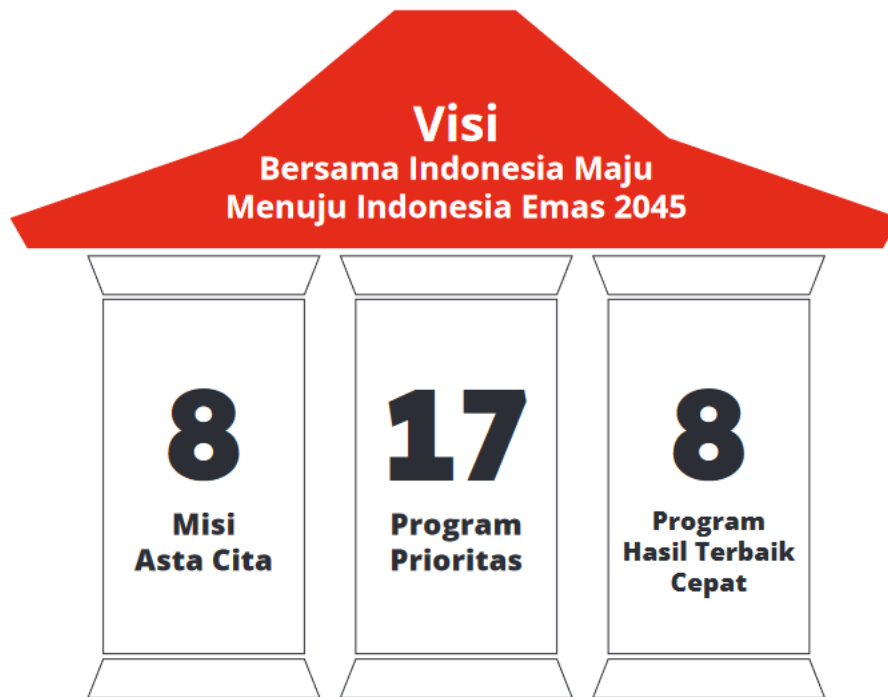 Visi
Bersama Indonesia Maju
Menuju Indonesia Emas 2045
8
Misi
Asta Cita
17
Program
Prioritas
8
Program
Hasil Terbaik
Cepat